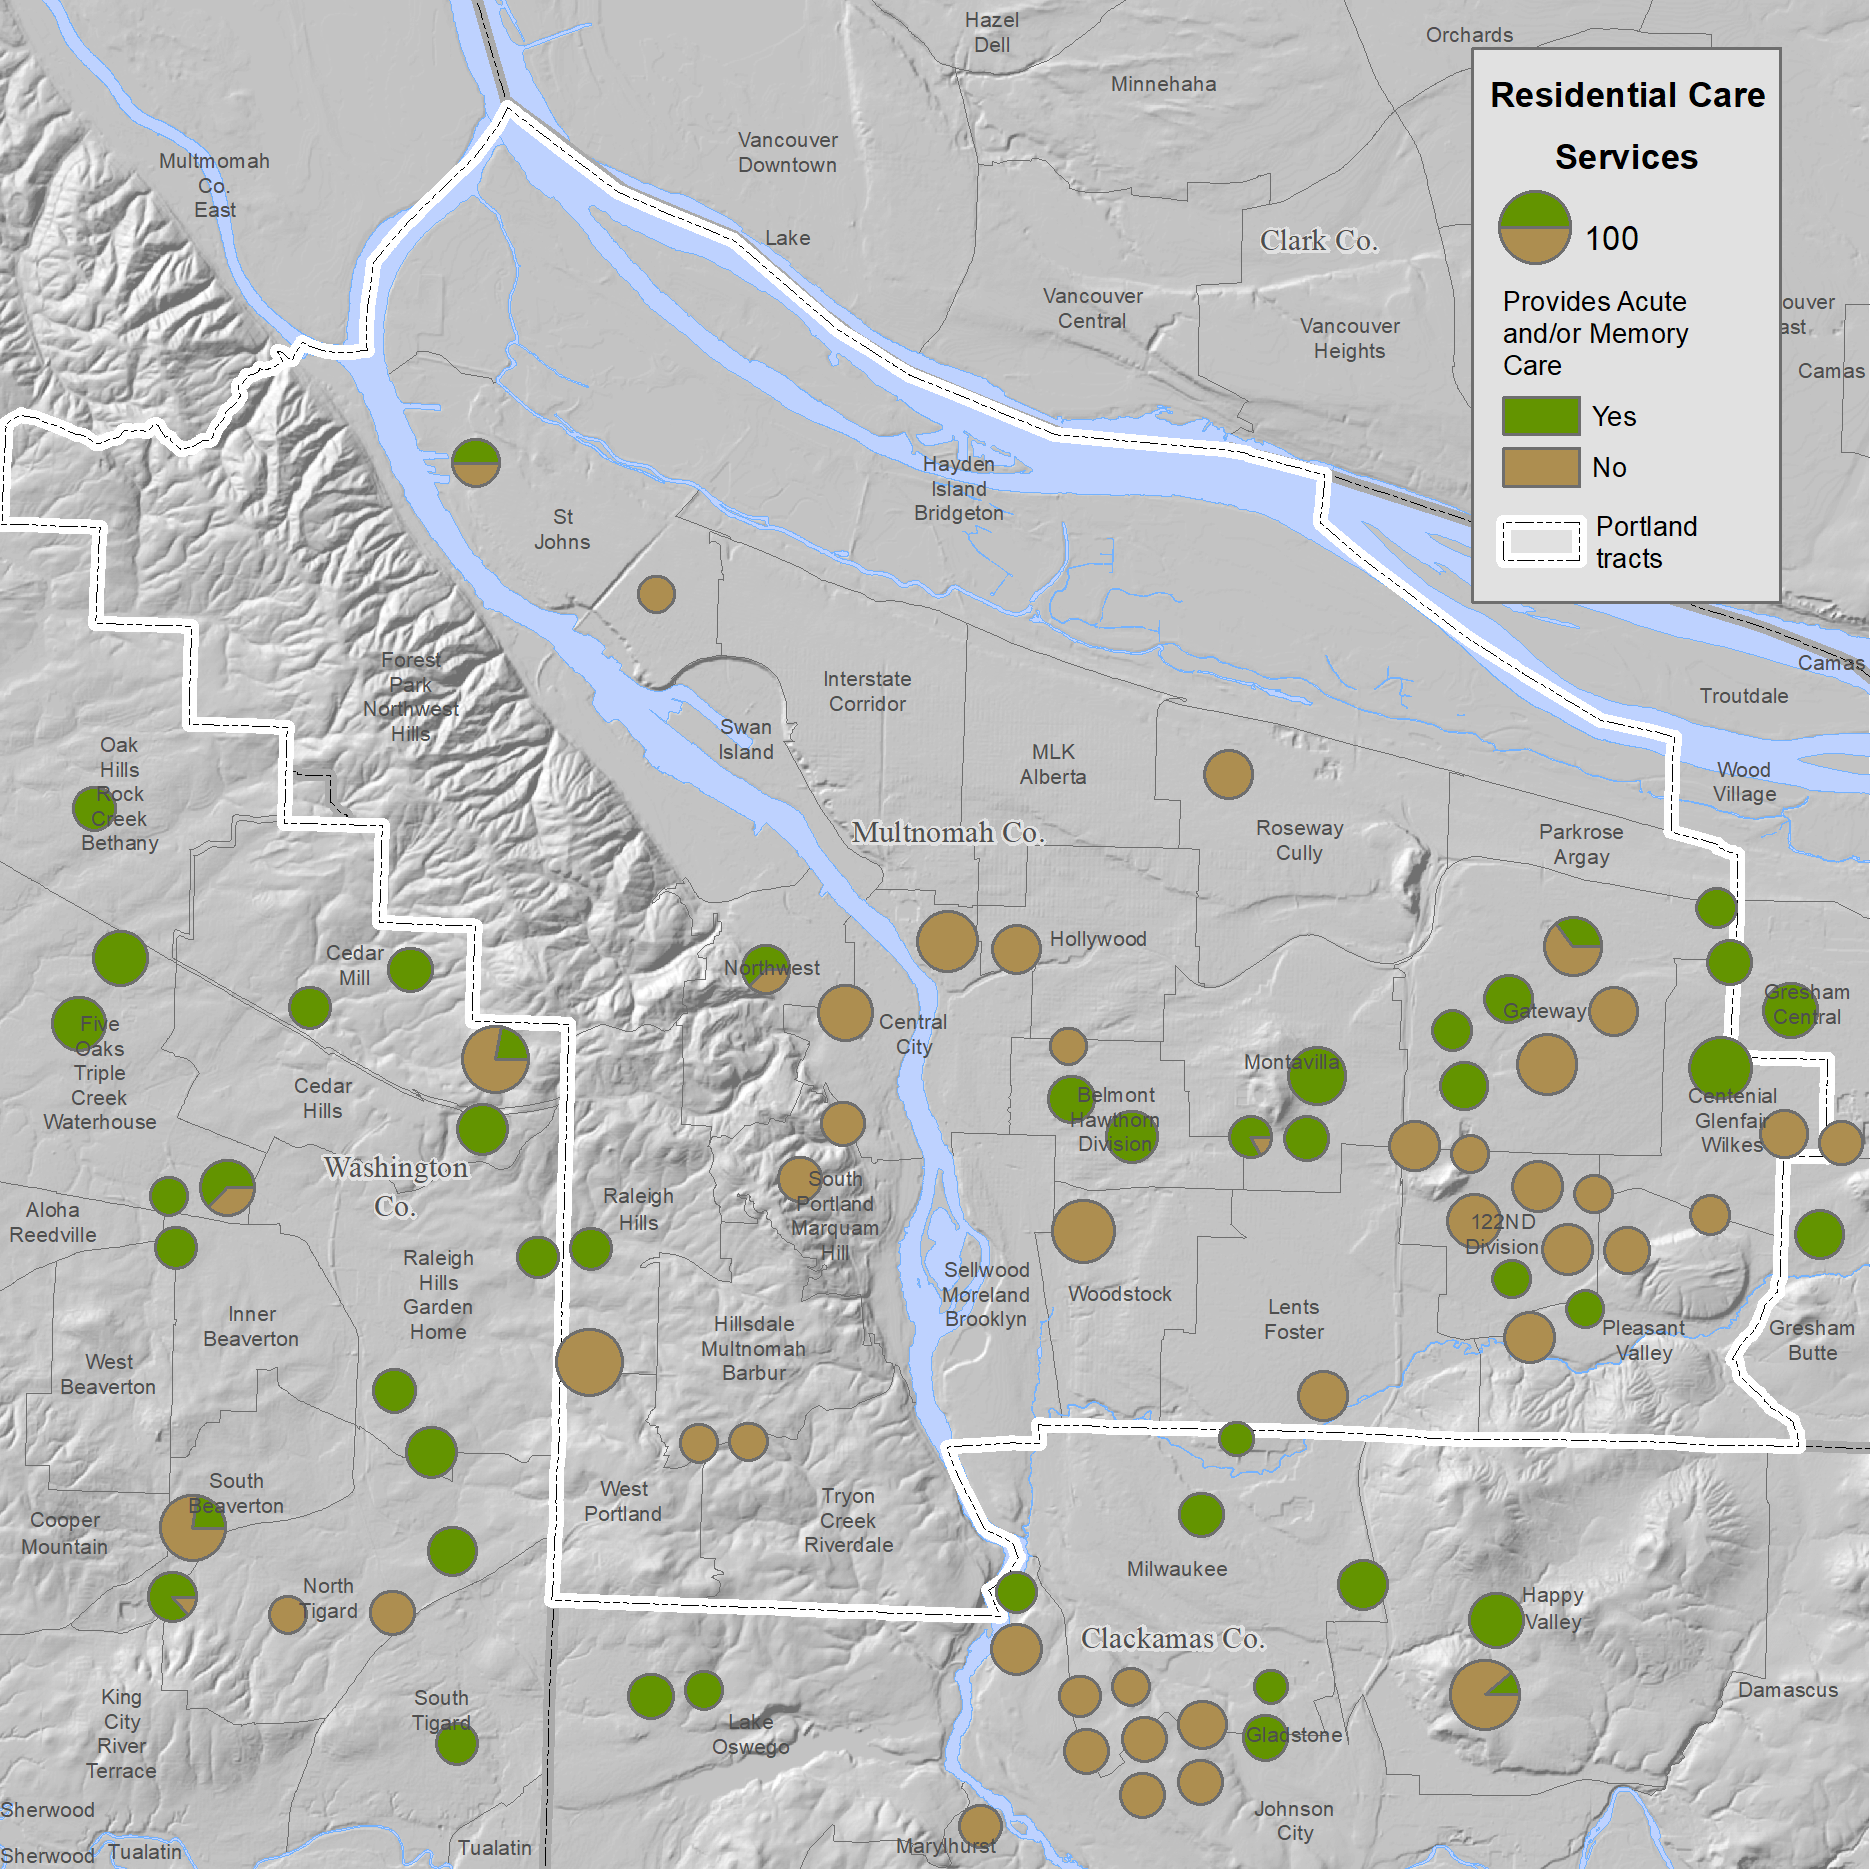 Hazel
Dell
Orchards
Minnehaha
Residential Care
Services
100
Provides Acute
and/or Memory
Care
Yes
No
Portland
tracts
Multmomah
Co.
East
Vancouver
Downtown
Lake
Clark Co.
Vancouver
Central
Vancouver
Heights
ouver
ast
Camas
St
Johns
Hayden
Island
Bridgeton
Camas
Troutdale
Forest
Park
Northwest
Hills
Interstate
Corridor
Swan
Island
MLK
Alberta
Wood
Village
Oak
Hills
Rock
Creek
Bethany
Multnomah Co.
Roseway
Cully
Parkrose
Argay
Cedar
Mill
Northwest
Hollywood
Central
City
Gateway
Gresham
Central
Five
Oaks
Triple
Creek
Waterhouse
Cedar
Hills
Montavilla
Belmont
Hawthorn
Division
Centenial
Glenfair
Wilkes
Washington
Co.
Aloha
Reedville
Raleigh
Hills
South
Portland
Marquam
Hill
122ND
Division
Raleigh
Hills
Garden
Home
Sellwood
Moreland
Brooklyn
Woodstock
Lents
Foster
Pleasant
Valley
Gresham
Butte
Inner
Beaverton
West
Beaverton
Hillsdale
Multnomah
Barbur
South
Beaverton
Cooper
Mountain
West
Portland
Tryon
Creek
Riverdale
Milwaukee
North
Tigard
Happy
Valley
Clackamas Co.
King
City
River
Terrace
South
Tigard
Lake
Oswego
Gladstone
Damascus
Johnson
City
Marylhurst
Sherwood
Sherwood
Tualatin
Tualatin